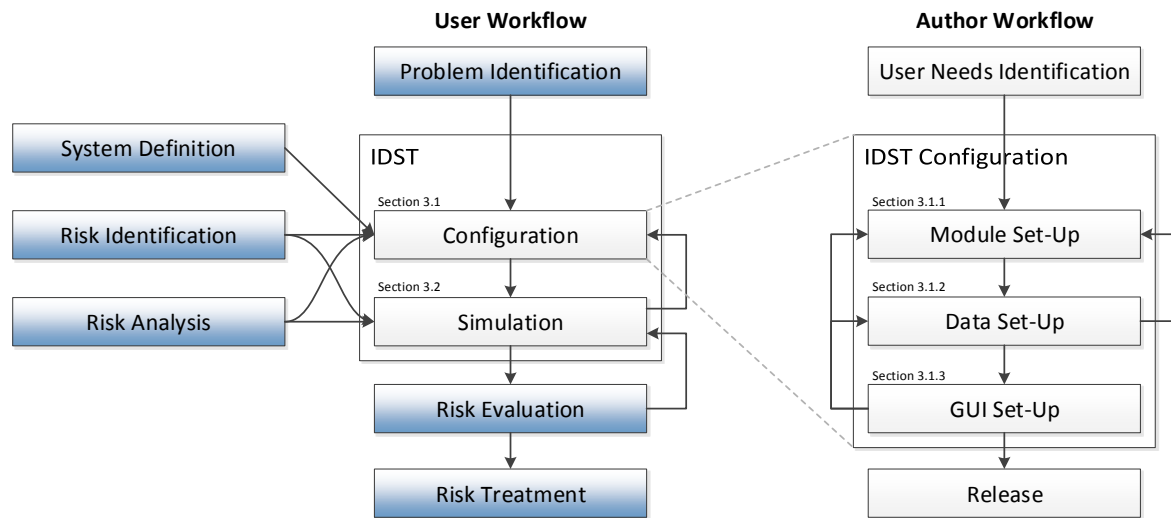 User Workflow
Author Workflow
Problem Identification
User Needs Identification
System Definition
IDST
IDST Configuration
Section 3.1
Section 3.1.1
Risk Identification
Configuration
Module Set-Up
Section 3.2
Section 3.1.2
Risk Analysis
Simulation
Data Set-Up
Section 3.1.3
Risk Evaluation
GUI Set-Up
Risk Treatment
Release